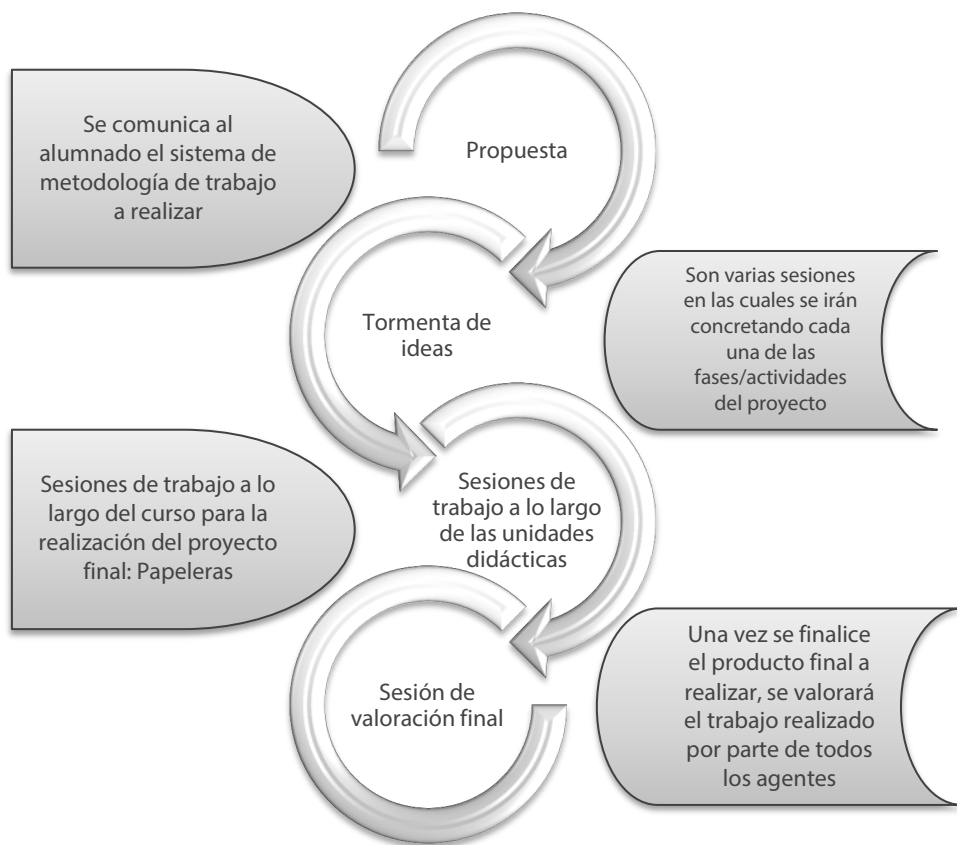 Se comunica al
alumnado el sistema de
metodología de trabajo
a realizar
Propuesta
Tormenta de
ideas
Son varias sesiones
en las cuales se irán
concretando cada
una de las
fases/actividades
del proyecto
Sesiones de trabajo a lo
largo del curso para la
realización del proyecto
final: Papeleras
Sesiones de
trabajo a lo largo
de las unidades
didácticas
Sesión de
valoración final
Una vez se finalice
el producto final a
realizar, se valorará
el trabajo realizado
por parte de todos
los agentes